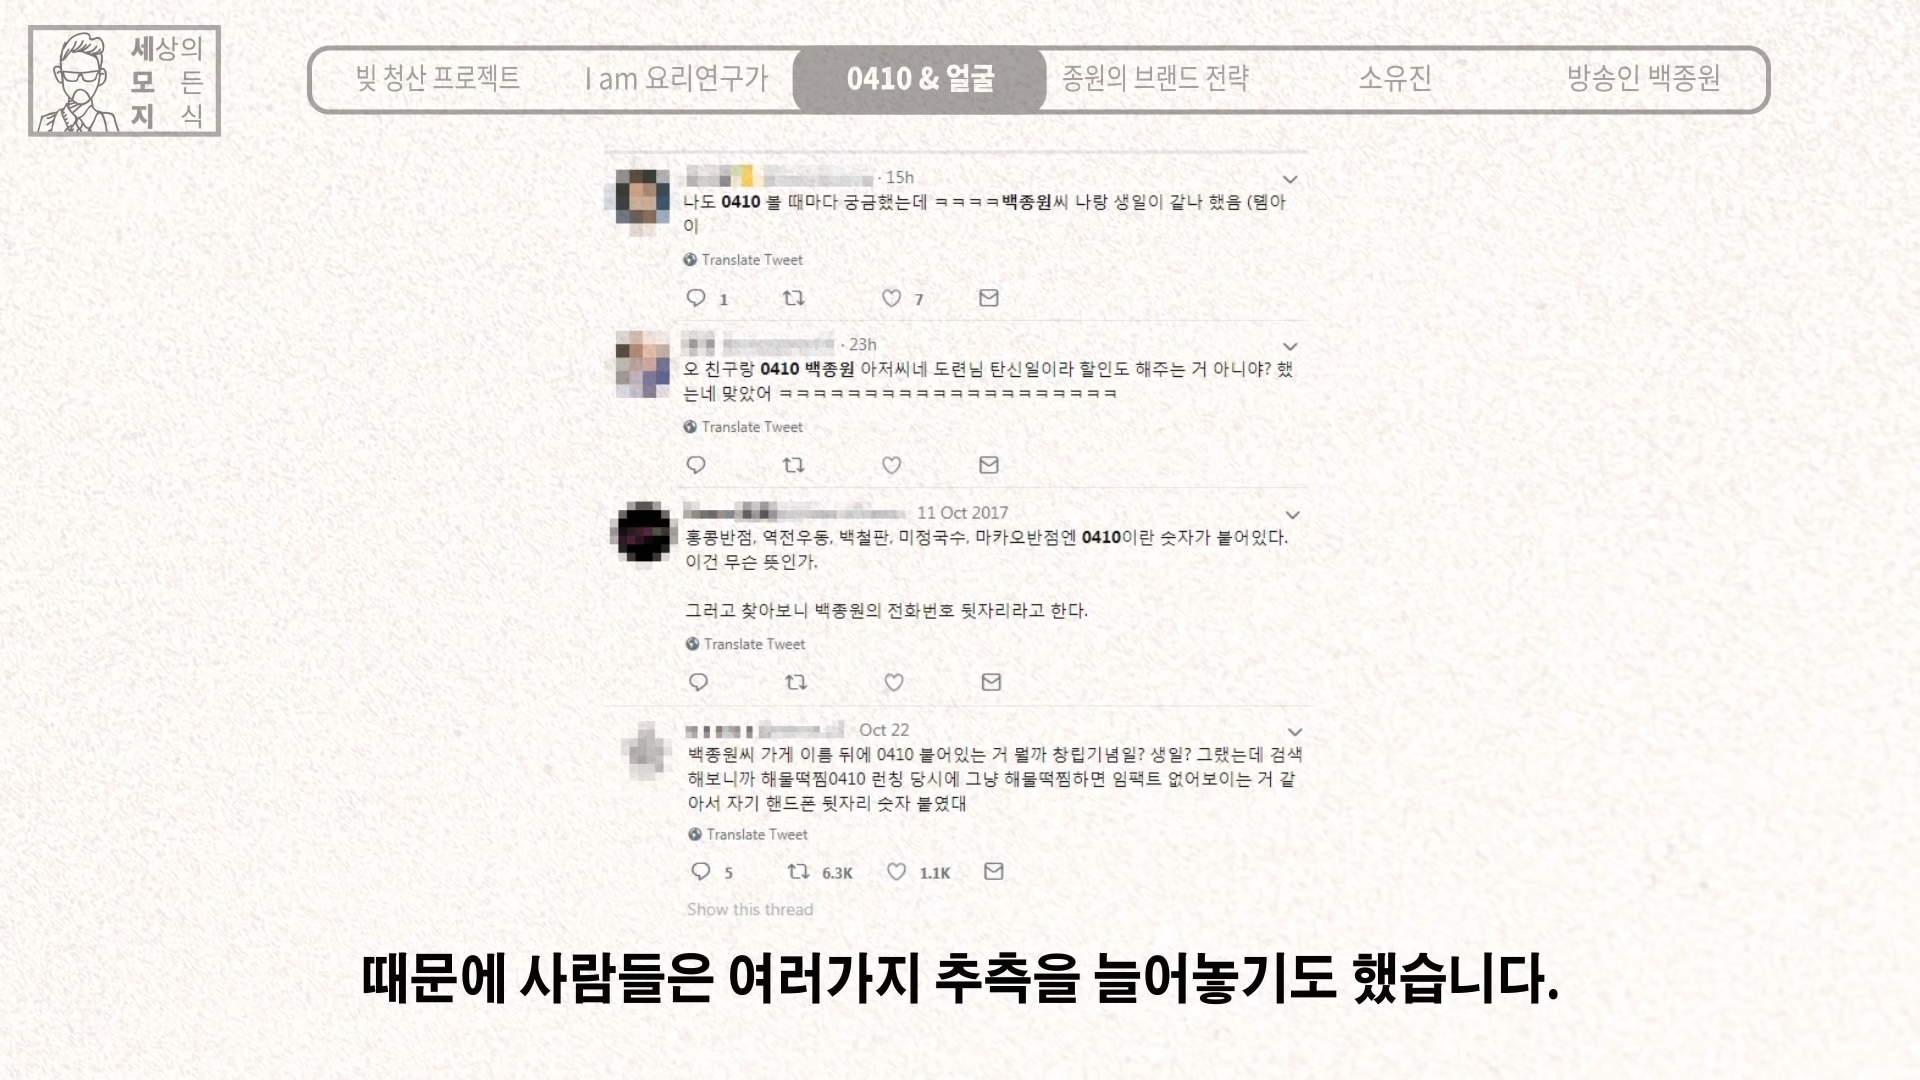 세상의
모든
지식
빚 청산 프로젝트
I am 요리연구가
0410 & 얼굴
종원의 브랜드 전략
소유진
방송인 백종원
· 15h
나도 0410 볼 때마다 궁금했는데 ㅋㅋㅋㅋ백종원씨 나랑 생일이 같나 했음 (뎀아
이
Translate Tweet
1
7
· 23h
오 친구랑 0410 백종원 아저씨네 도련님 탄신일이라 할인도 해주는 거 아니야? 했
는네 맞았어 ㅋㅋㅋㅋㅋㅋㅋㅋㅋㅋㅋㅋㅋㅋㅋㅋㅋㅋㅋㅋ
Translate Tweet
11 Oct 2017
홍콩반점, 역전우동, 백철판, 미정국수, 마카오반점엔 0410이란 숫자가 붙어있다.
이건 무슨 뜻인가.
그러고 찾아보니 백종원의 전화번호 뒷자리라고 한다.
Translate Tweet
Oct 22
백종원씨 가게 이름 뒤에 0410 붙어있는 거 뭘까 창립기념일? 생일? 그랬는데 검색
해보니까 해물떡찜0410 런칭 당시에 그냥 해물떡찜하면 임팩트 없어보이는 거 같
아서 자기 핸드폰 뒷자리 숫자 붙였대
Translate Tweet
5
6.3K
1.1K
Show this thread
때문에 사람들은 여러가지 추측을 늘어놓기도 했습니다.